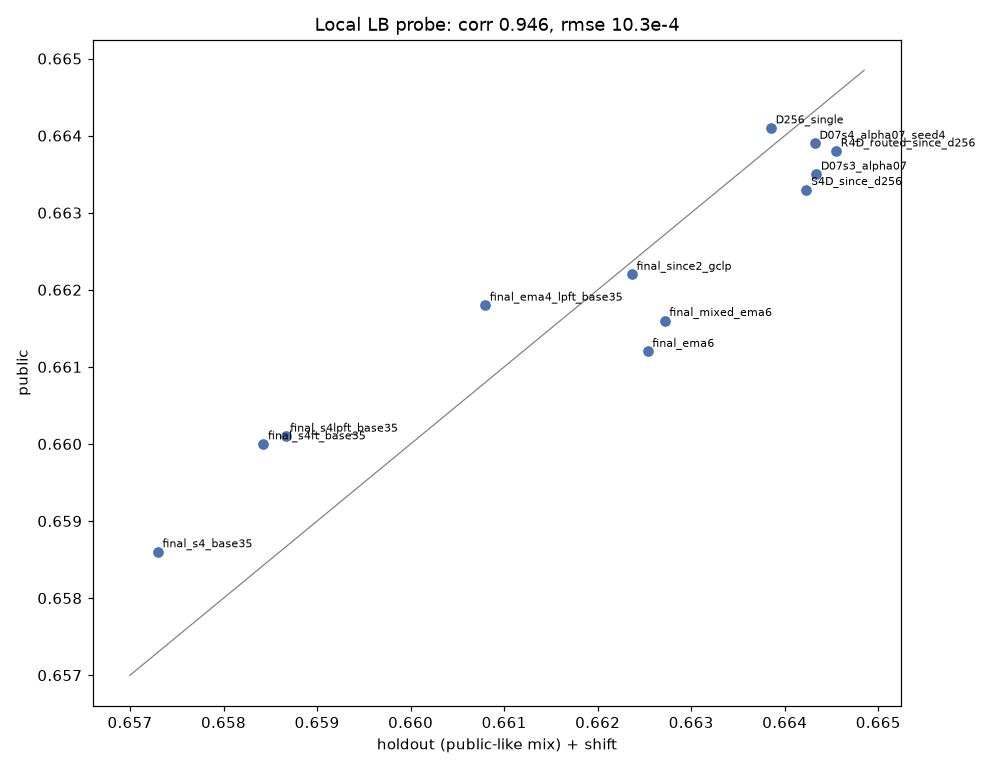 Local LB probe: corr 0.946, rmse 10.3e-4
0.665
0.664
0.663
0.662
0.661
0.660
0.659
0.658
0.657
public
D256_single
D07s4_alpha07_seed4
R4D_routed_since_d256
D07s3_alpha07
S4D_since_d256
final_since2_gclp
final_ema4_lpft_base35
final_mixed_ema6
final_ema6
final_s4lpft_base35
final_s4ft_base35
final_s4_base35
0.657 0.658 0.659 0.660 0.661 0.662 0.663 0.664 0.665
holdout (public-like mix) + shift